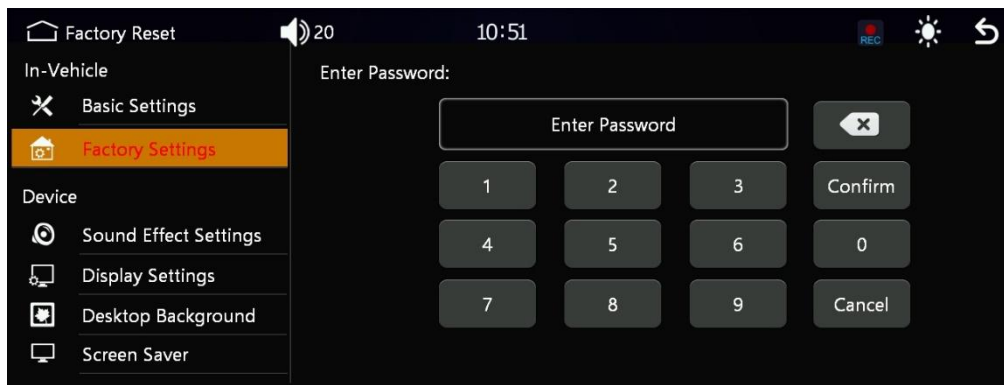 Factory Reset 20 10:51 REC
In-Vehicle
Basic Settings
Factory Settings
Device
Sound Effect Settings
Display Settings
Desktop Background
Screen Saver
Enter Password:
Enter Password
1 2 3 Confirm
4 5 6 0
7 8 9 Cancel